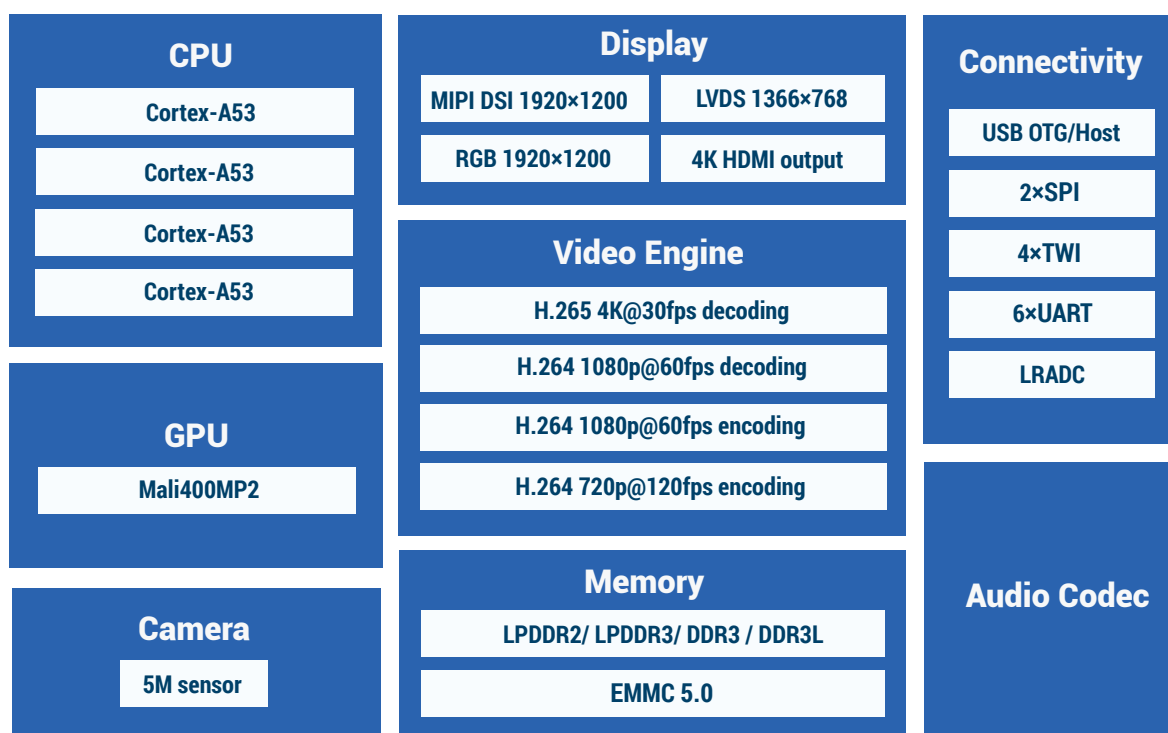 CPU
Cortex-A53
Cortex-A53
Cortex-A53
Cortex-A53
GPU
Mali400MP2
Camera
5M sensor
Display
MIPI DSI 1920×1200
LVDS 1366×768
RGB 1920×1200
4K HDMI output
Video Engine
H.265 4K@30fps decoding
H.264 1080p@60fps decoding
H.264 1080p@60fps encoding
H.264 720p@120fps encoding
Memory
LPDDR2/ LPDDR3/ DDR3 / DDR3L
EMMC 5.0
Connectivity
USB OTG/Host
2×SPI
4×TWI
6×UART
LRADC
Audio Codec